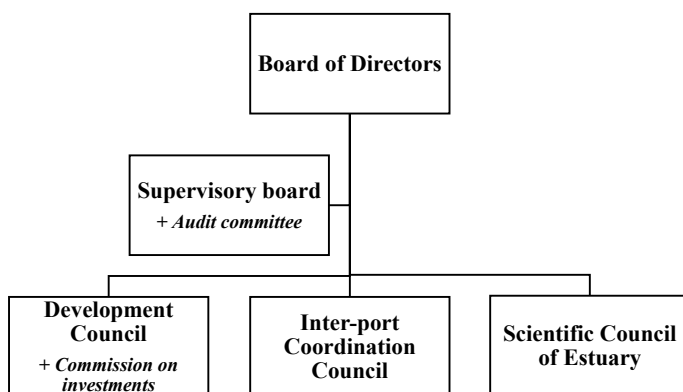 Board of Directors
Supervisory board
+ Audit committee
Development
Council
+ Commission on
investments
Inter-port
Coordination
Council
Scientific Council
of Estuary